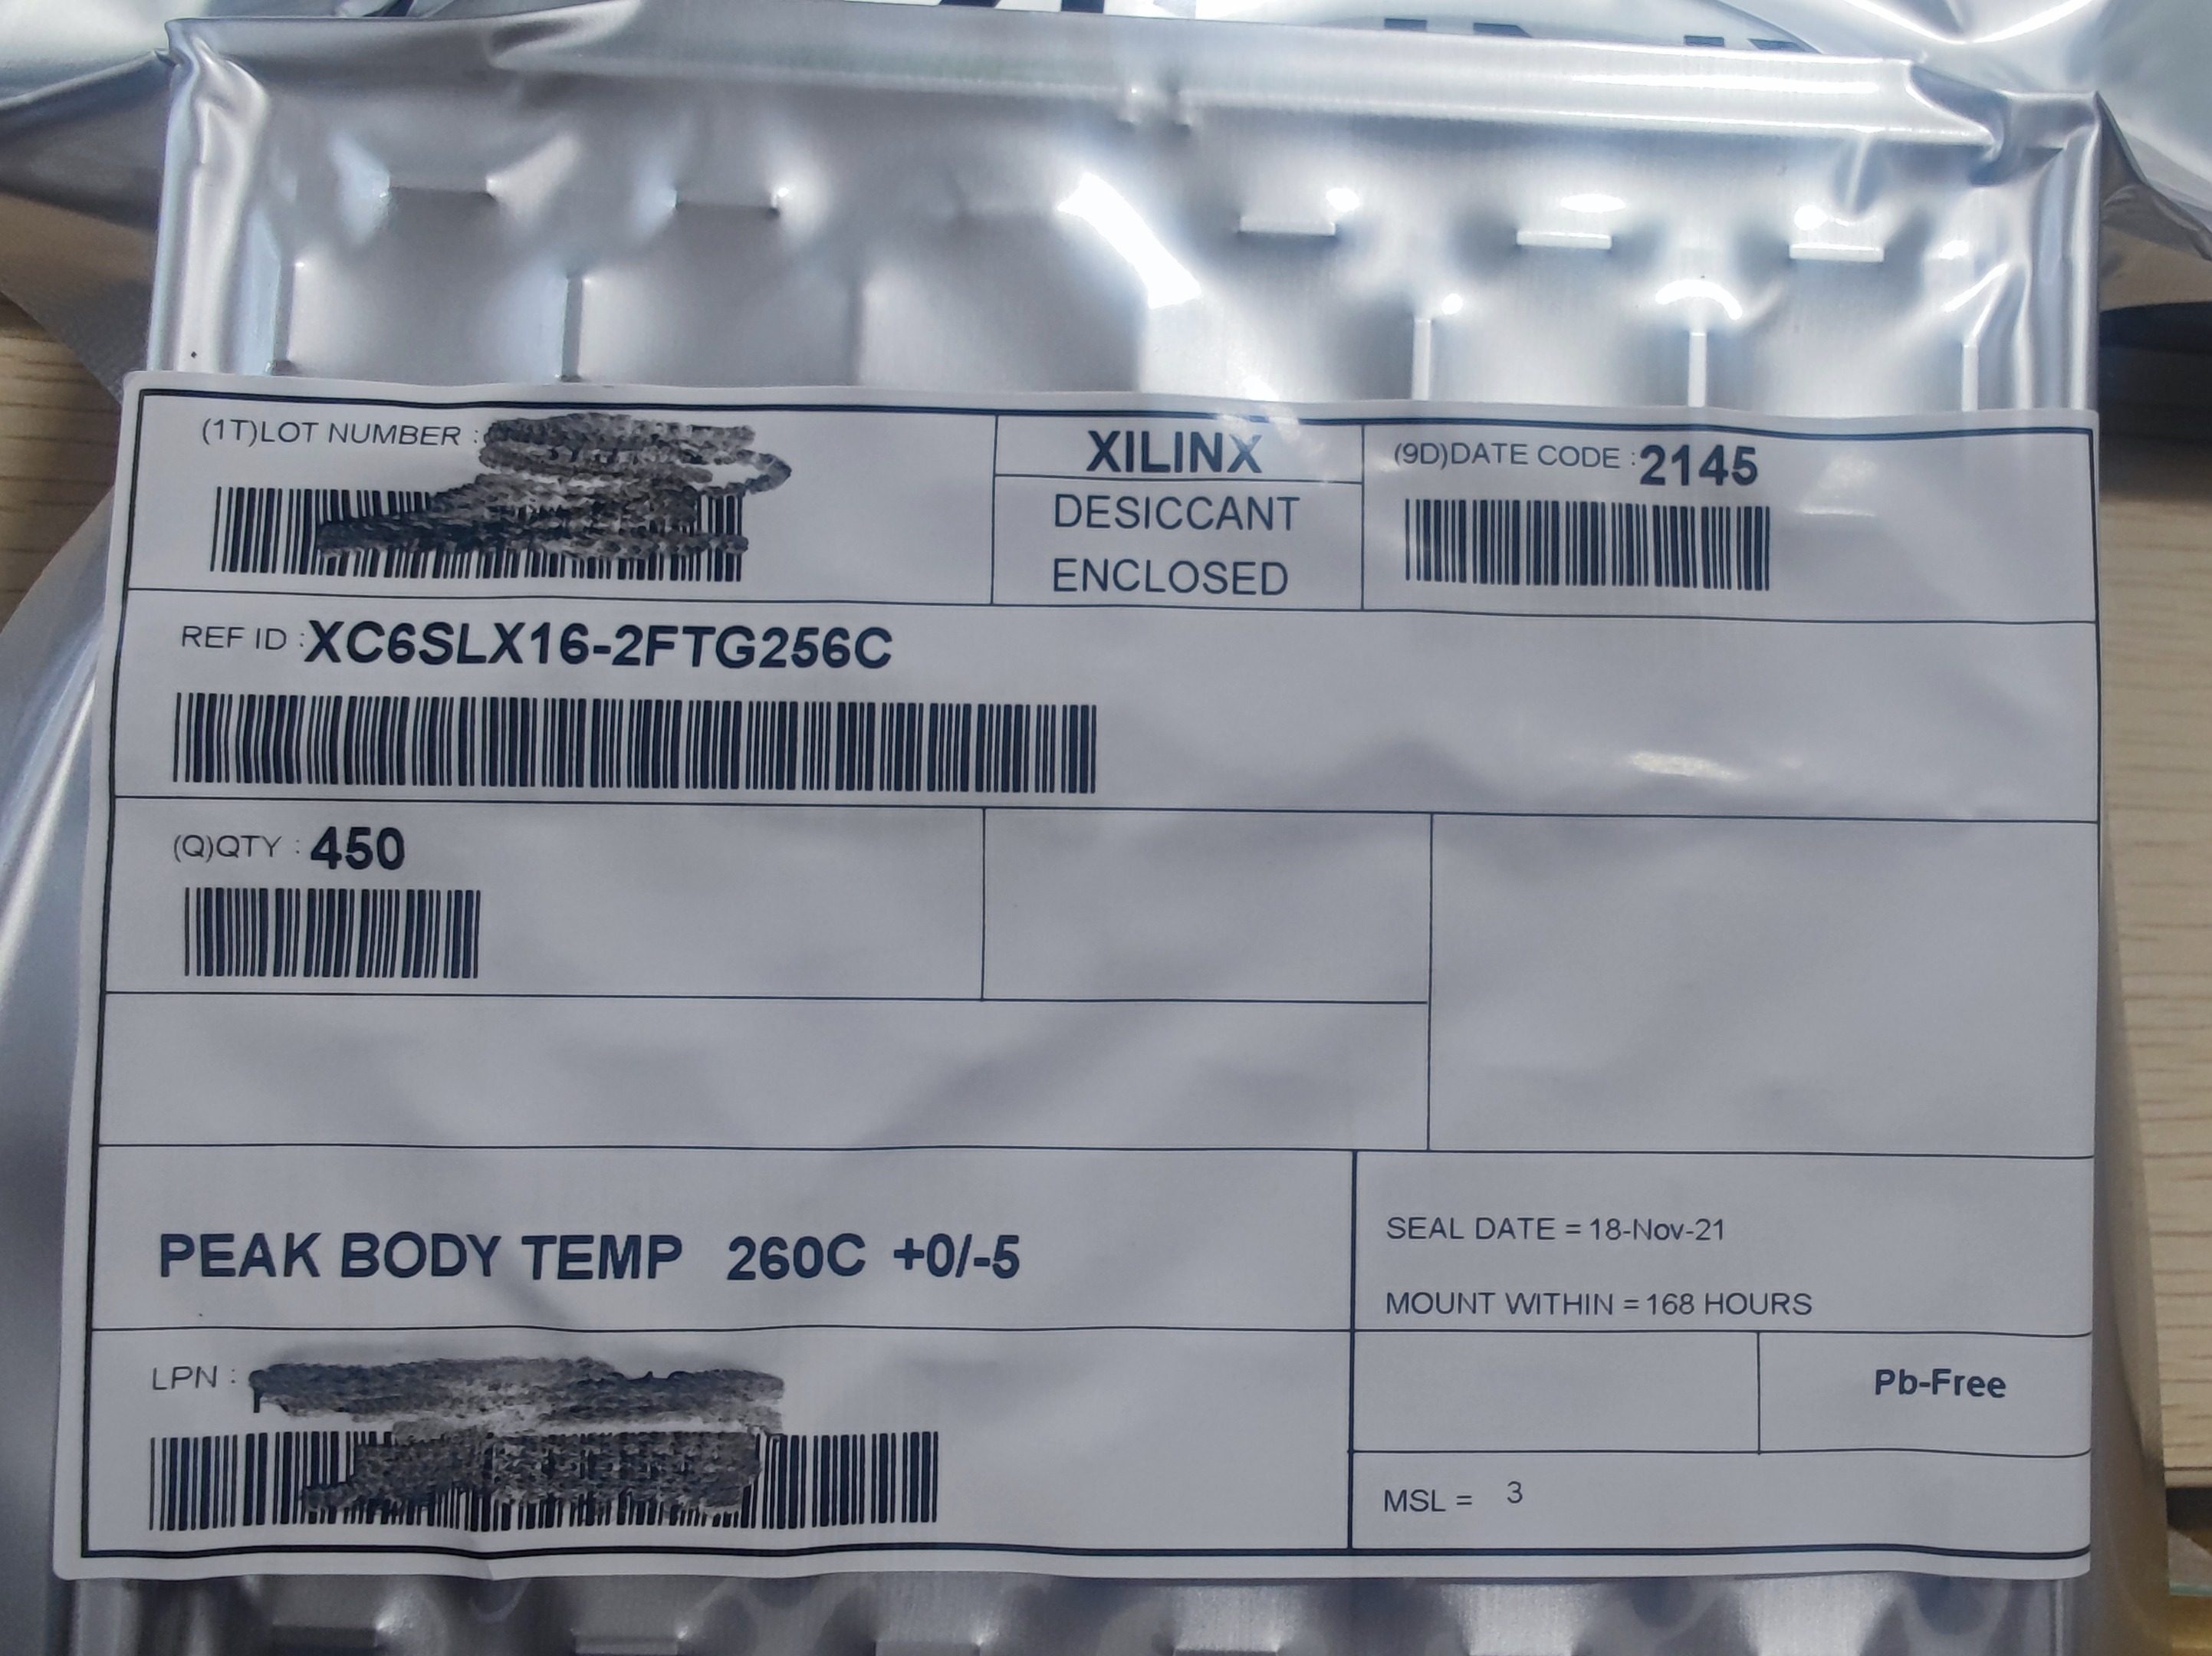 (1T)LOT NUMBER :
XILINX
DESICCANT
ENCLOSED
(9D)DATE CODE :2145
REF ID :XC6SLX16-2FTG256C
(Q)QTY : 450
PEAK BODY TEMP 260C +0/-5
SEAL DATE = 18-Nov-21
MOUNT WITHIN = 168 HOURS
LPN :
Pb-Free
MSL = 3